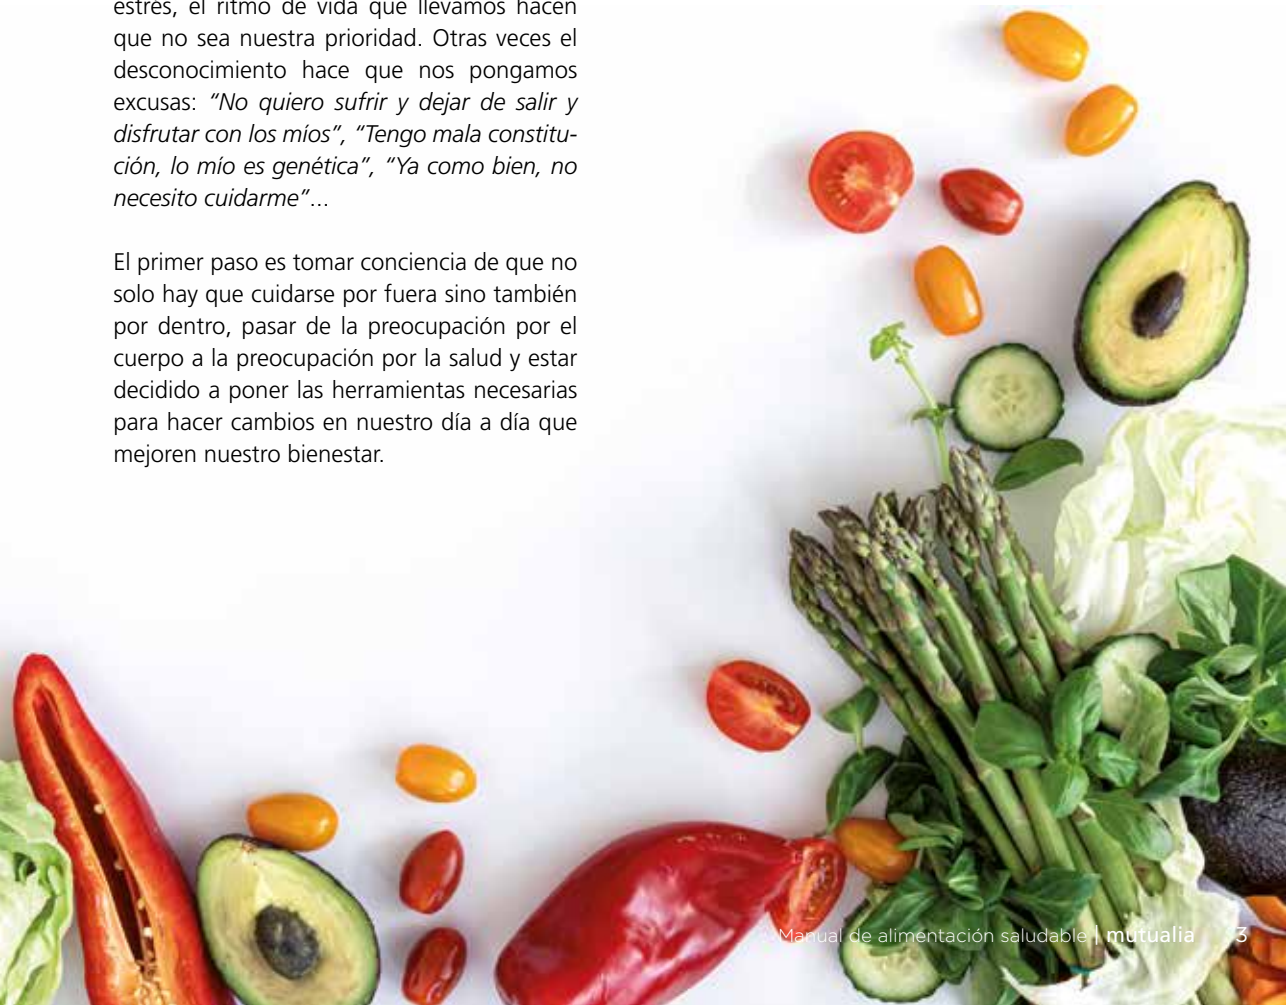 estrés, el ritmo de vida que llevamos hacen
que no sea nuestra prioridad. Otras veces el
desconocimiento hace que nos pongamos
excusas: “No quiero sufrir y dejar de salir y
disfrutar con los míos”, “Tengo mala constitu-
ción, lo mío es genética”, “Ya como bien, no
necesito cuidarme”...
El primer paso es tomar conciencia de que no
solo hay que cuidarse por fuera sino también
por dentro, pasar de la preocupación por el
cuerpo a la preocupación por la salud y estar
decidido a poner las herramientas necesarias
para hacer cambios en nuestro día a día que
mejoren nuestro bienestar.
Manual de alimentación saludable | mutualia 3